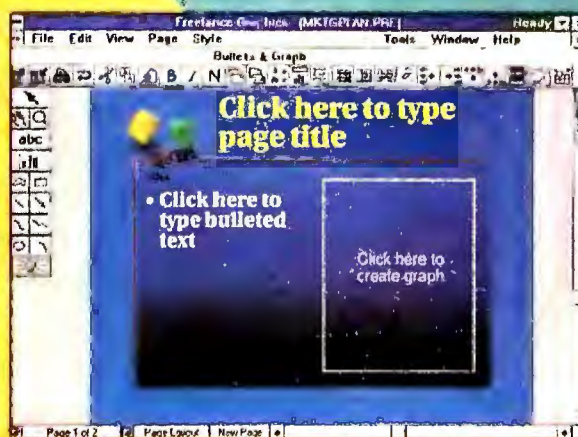 Freelance Graphics - [MKTGPLAN.PRE] Ready
File Edit View Page Style Tools Window Help
Bullets & Graph
B I N
abc
Click here to type
page title
• Click here to
type bulleted
text
Click here to
create graph
Page 1 of 2 Page Layout New Page